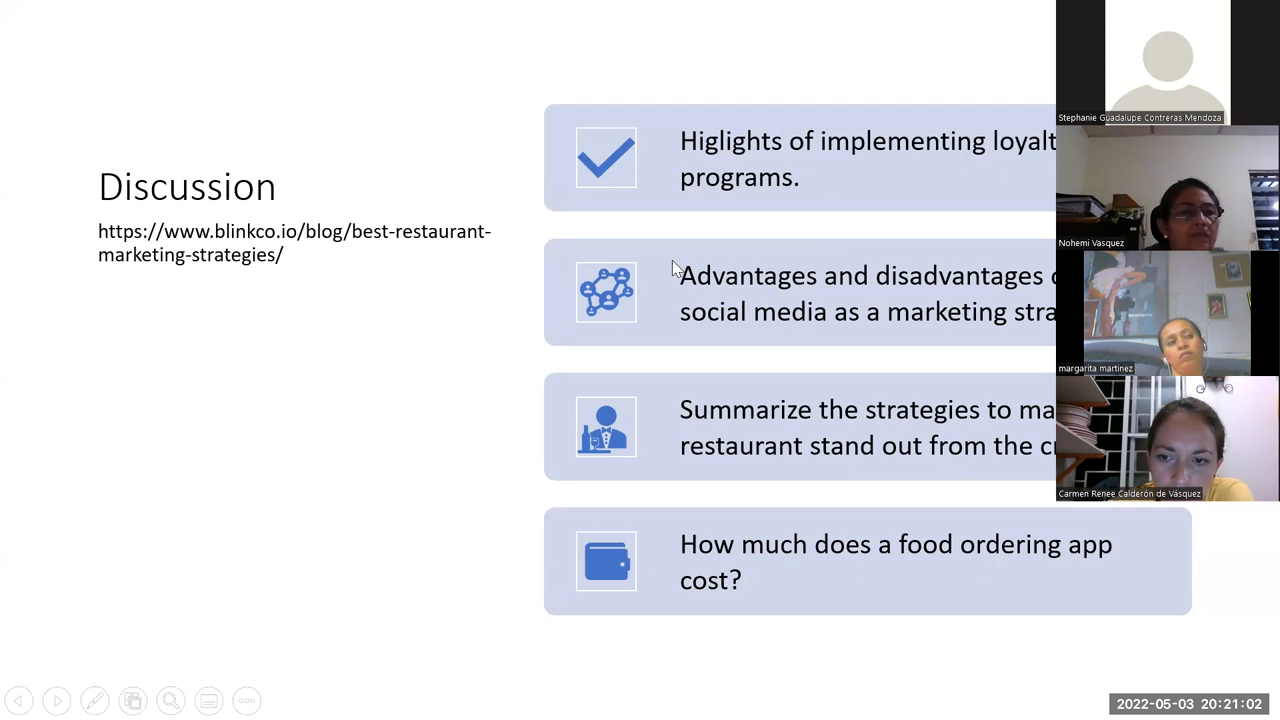 Discussion
https://www.blinkco.io/blog/best-restaurant-
marketing-strategies/
Higlights of implementing loyalt
programs.
Advantages and disadvantages
social media as a marketing stra
Summarize the strategies to ma
restaurant stand out from the c
How much does a food ordering app
cost?
Stephanie Guadalupe Contreras Mendoza
Nohemi Vasquez
margarita martinez
Carmen Renee Calderón de Vásquez
2022-05-03 20:21:02